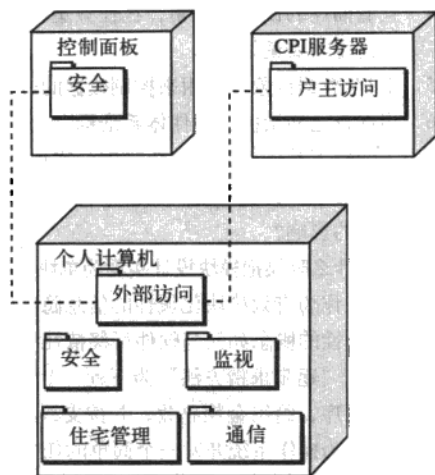 控制面板
安全
CPI服务器
户主访问
个人计算机
外部访问
安全
监视
住宅管理
通信